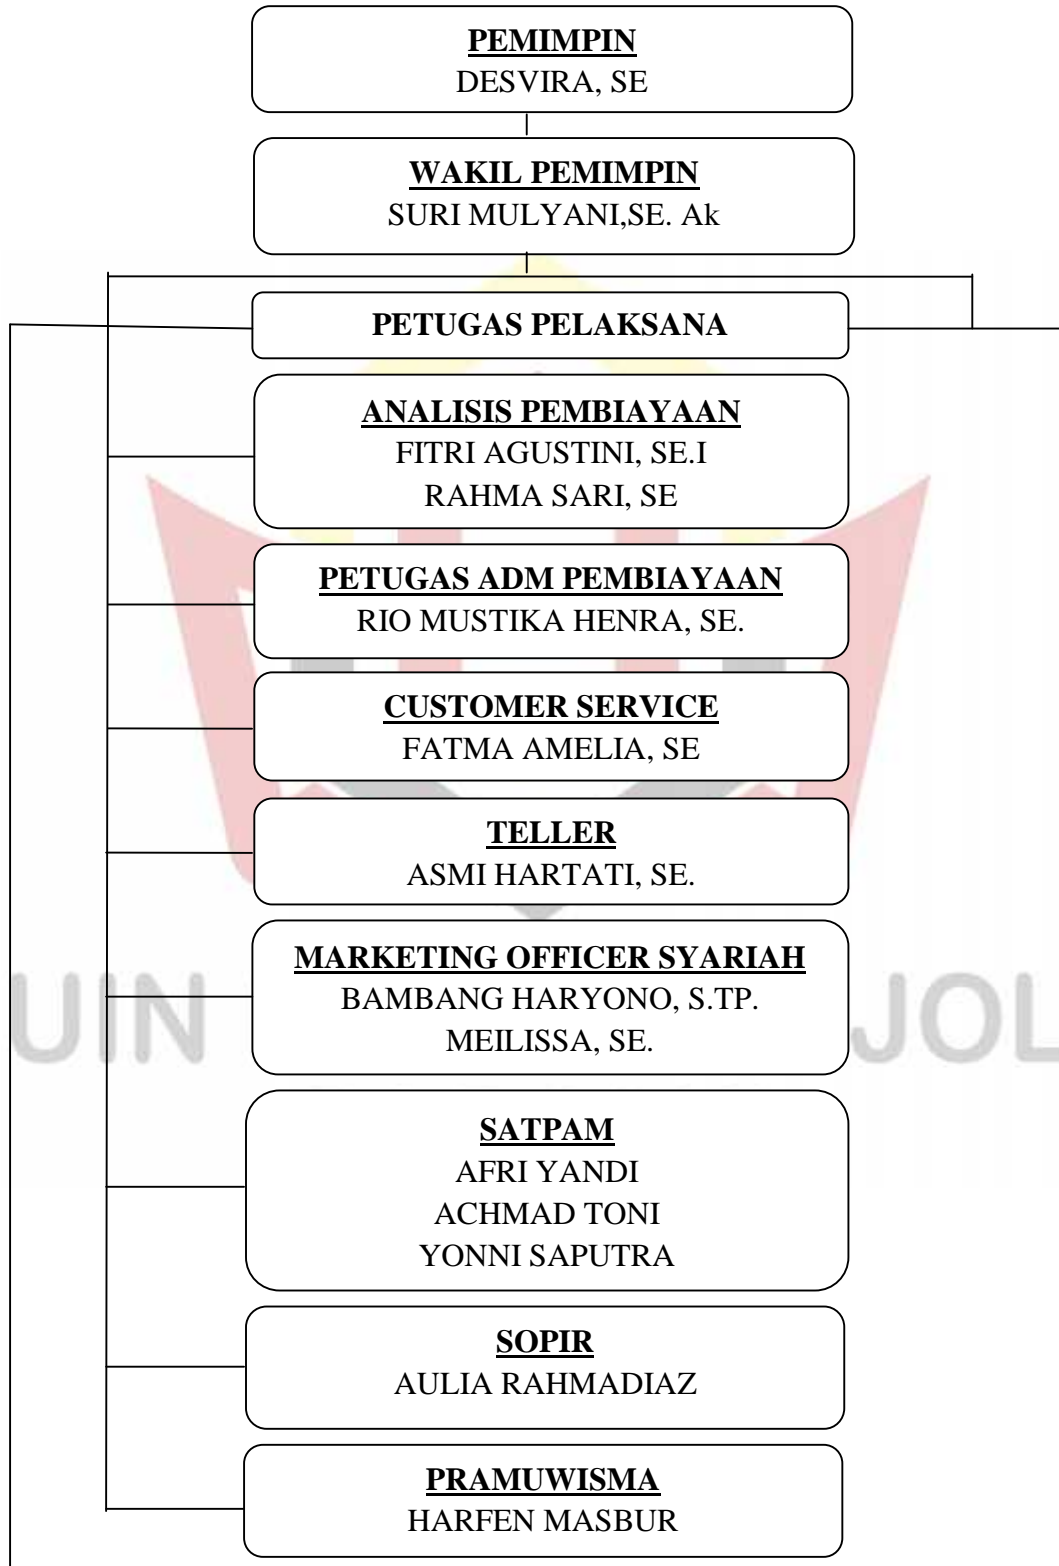 PEMIMPIN
DESVIRA, SE
WAKIL PEMIMPIN
SURI MULYANI,SE. Ak
PETUGAS PELAKSANA
ANALISIS PEMBIAYAAN
FITRI AGUSTINI, SE.I
RAHMA SARI, SE
PETUGAS ADM PEMBIAYAAN
RIO MUSTIKA HENRA, SE.
CUSTOMER SERVICE
FATMA AMELIA, SE
TELLER
ASMI HARTATI, SE.
MARKETING OFFICER SYARIAH
BAMBANG HARYONO, S.TP.
MEILISSA, SE.
UIN JOL
SATPAM
AFRI YANDI
ACHMAD TONI
YONNI SAPUTRA
SOPIR
AULIA RAHMADIAZ
PRAMUWISMA
HARFEN MASBUR